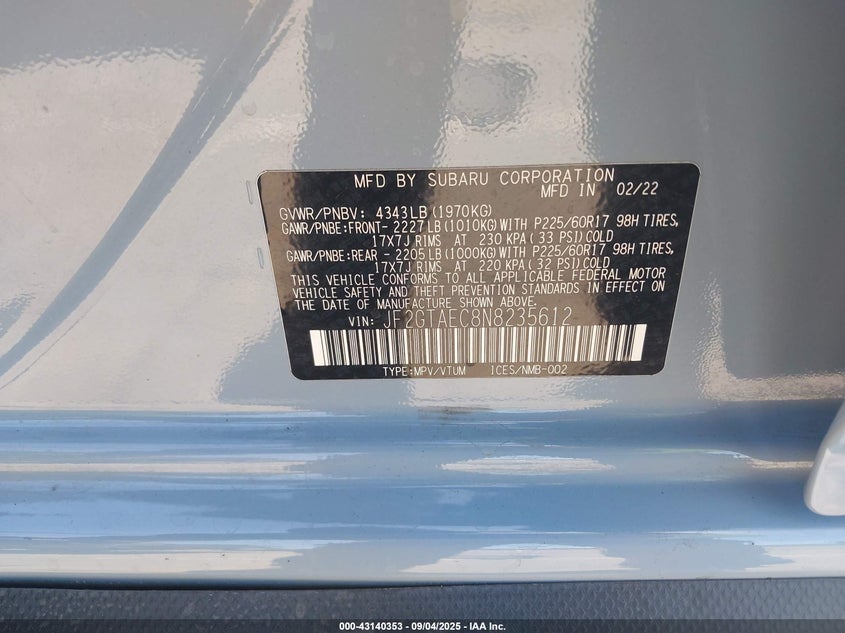 MFD BY SUBARU CORPORATION
MFD IN 02/22
GVWR/PNBV: 4343LB(1970KG)
GAWR/PNBE:FRONT- 2227LB(1010KG)WITH P225/60R17 98H TIRES,
17X7J RIMS AT 230 KPA(33 PSI)COLD
GAWR/PNBE:REAR - 2205LB(1000KG)WITH P225/60R17 98H TIRES,
17X7J RIMS AT 220 KPA(32 PSI)COLD
THIS VEHICLE CONFORMS TO ALL APPLICABLE FEDERAL MOTOR
VEHICLE SAFETY AND THEFT PREVENTION STANDARDS IN EFFECT ON
THE DATE OF MANUFACTURE SHOWN ABOVE.
VIN: JF2GTAEC8N8235612
TYPE:MPV/VTUM ICES/NMB-002
000-43140353 - 09/04/2025 - IAA Inc.